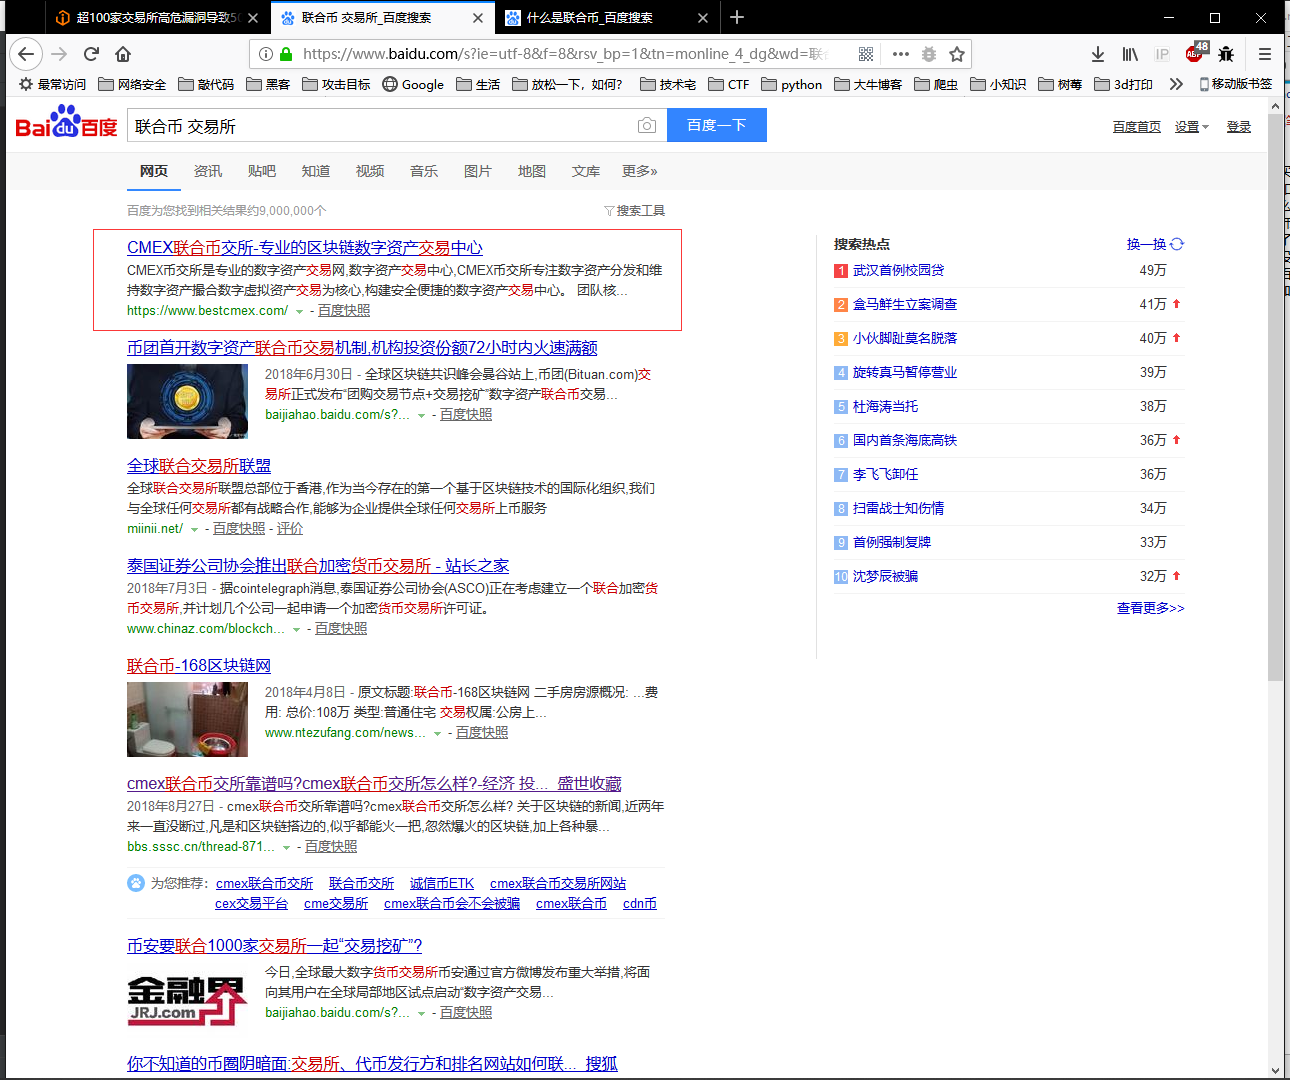 超100家交易所高危漏洞导致50
联合币 交易所_百度搜索
什么是联合币_百度搜索
https://www.baidu.com/s?ie=utf-8&f=8&rsv_bp=1&tn=monline_4_dg&wd=联
IP
ABP
48
最常访问
网络安全
敲代码
黑客
攻击目标
Google
生活
放松一下，如何?
技术宅
CTF
python
大牛博客
爬虫
小知识
树莓
3d打印
移动版书签
Bai du 百度
联合币 交易所
百度一下
百度首页
设置
登录
网页
资讯
贴吧
知道
视频
音乐
图片
地图
文库
更多»
百度为您找到相关结果约9,000,000个
搜索工具
CMEX联合币交所-专业的区块链数字资产交易中心
CMEX币交所是专业的数字资产交易网,数字资产交易中心,CMEX币交所专注数字资产分发和维
持数字资产撮合数字虚拟资产交易为核心,构建安全便捷的数字资产交易中心。 团队核...
https://www.bestcmex.com/ - 百度快照
币团首开数字资产联合币交易机制,机构投资份额72小时内火速满额
2018年6月30日 - 全球区块链共识峰会曼谷站上,币团(Bituan.com)交
易所正式发布“团购交易节点+交易挖矿”数字资产联合币交易...
baijiahao.baidu.com/s?... - 百度快照
全球联合交易所联盟
全球联合交易所联盟总部位于香港,作为当今存在的第一个基于区块链技术的国际化组织,我们
与全球任何交易所都有战略合作,能够为企业提供全球任何交易所上币服务
miinii.net/ - 百度快照 - 评价
泰国证券公司协会推出联合加密货币交易所 - 站长之家
2018年7月3日 - 据cointelegraph消息,泰国证券公司协会(ASCO)正在考虑建立一个联合加密货
币交易所,并计划几个公司一起申请一个加密货币交易所许可证。
www.chinaz.com/blockch... - 百度快照
联合币-168区块链网
2018年4月8日 - 原文标题:联合币-168区块链网 二手房房源概况: ...费
用: 总价:108万 类型:普通住宅 交易权属:公房上...
www.ntezufang.com/news... - 百度快照
cmex联合币交所靠谱吗?cmex联合币交所怎么样?-经济 投... _盛世收藏
2018年8月27日 - cmex联合币交所靠谱吗?cmex联合币交所怎么样? 关于区块链的新闻,近两年
来一直没断过,凡是和区块链搭边的,似乎都能火一把,忽然爆火的区块链,加上各种暴...
bbs.sssc.cn/thread-871... - 百度快照
为您推荐： cmex联合币交所 联合币交所 诚信币ETK cmex联合币交易所网站
cex交易平台 cme交易所 cmex联合币会不会被骗 cmex联合币 cdn币
币安要联合1000家交易所一起“交易挖矿”?
今日,全球最大数字货币交易所币安通过官方微博发布重大举措,将面
向其用户在全球局部地区试点启动“数字资产交易...
baijiahao.baidu.com/s?... - 百度快照
金融界
JRJ.com
你不知道的币圈阴暗面:交易所、代币发行方和排名网站如何联..._搜狐
搜索热点
换一换
1 武汉首例校园贷 49万
2 盒马鲜生立案调查 41万
3 小伙脚趾莫名脱落 40万
4 旋转真马暂停营业 39万
5 杜海涛当托 38万
6 国内首条海底高铁 36万
7 李飞飞卸任 36万
8 扫雷战士知伤情 34万
9 首例强制复牌 33万
10 沈梦辰被骗 32万
查看更多>>